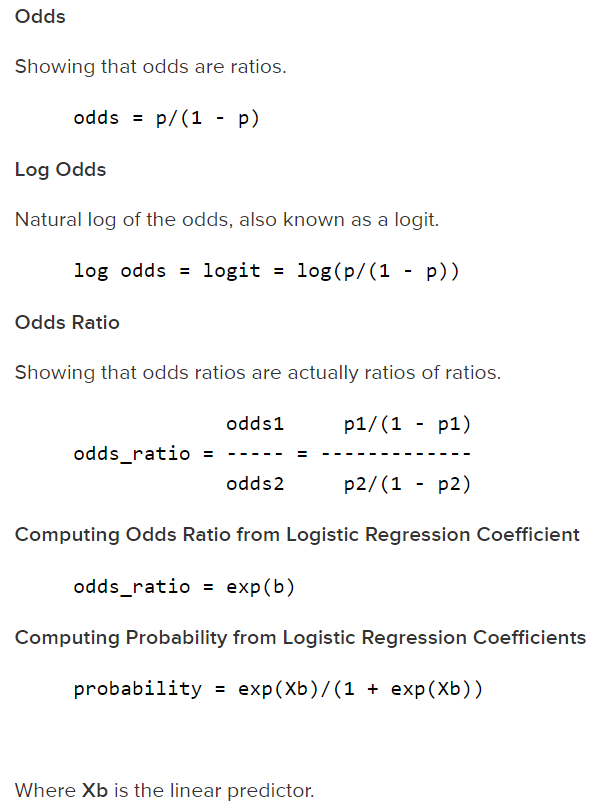 Odds
Showing that odds are ratios.
odds = p/(1 - p)
Log Odds
Natural log of the odds, also known as a logit.
log odds = logit = log(p/(1 - p))
Odds Ratio
Showing that odds ratios are actually ratios of ratios.
odds1     p1/(1 - p1)
odds_ratio = ----- = -------------
odds2     p2/(1 - p2)
Computing Odds Ratio from Logistic Regression Coefficient
odds_ratio = exp(b)
Computing Probability from Logistic Regression Coefficients
probability = exp(Xb)/(1 + exp(Xb))
Where Xb is the linear predictor.